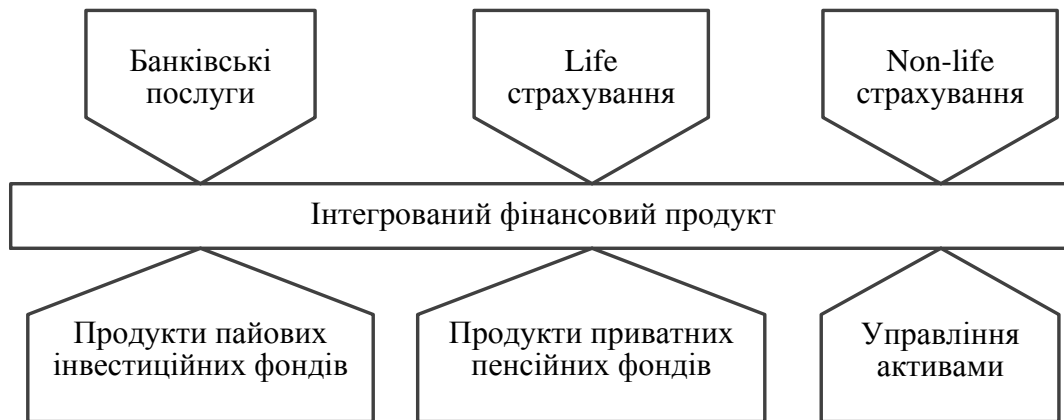 Банківські
послуги
Life
страхування
Non-life
страхування
Інтегрований фінансовий продукт
Продукти пайових
інвестиційних фондів
Продукти приватних
пенсійних фондів
Управління
активами